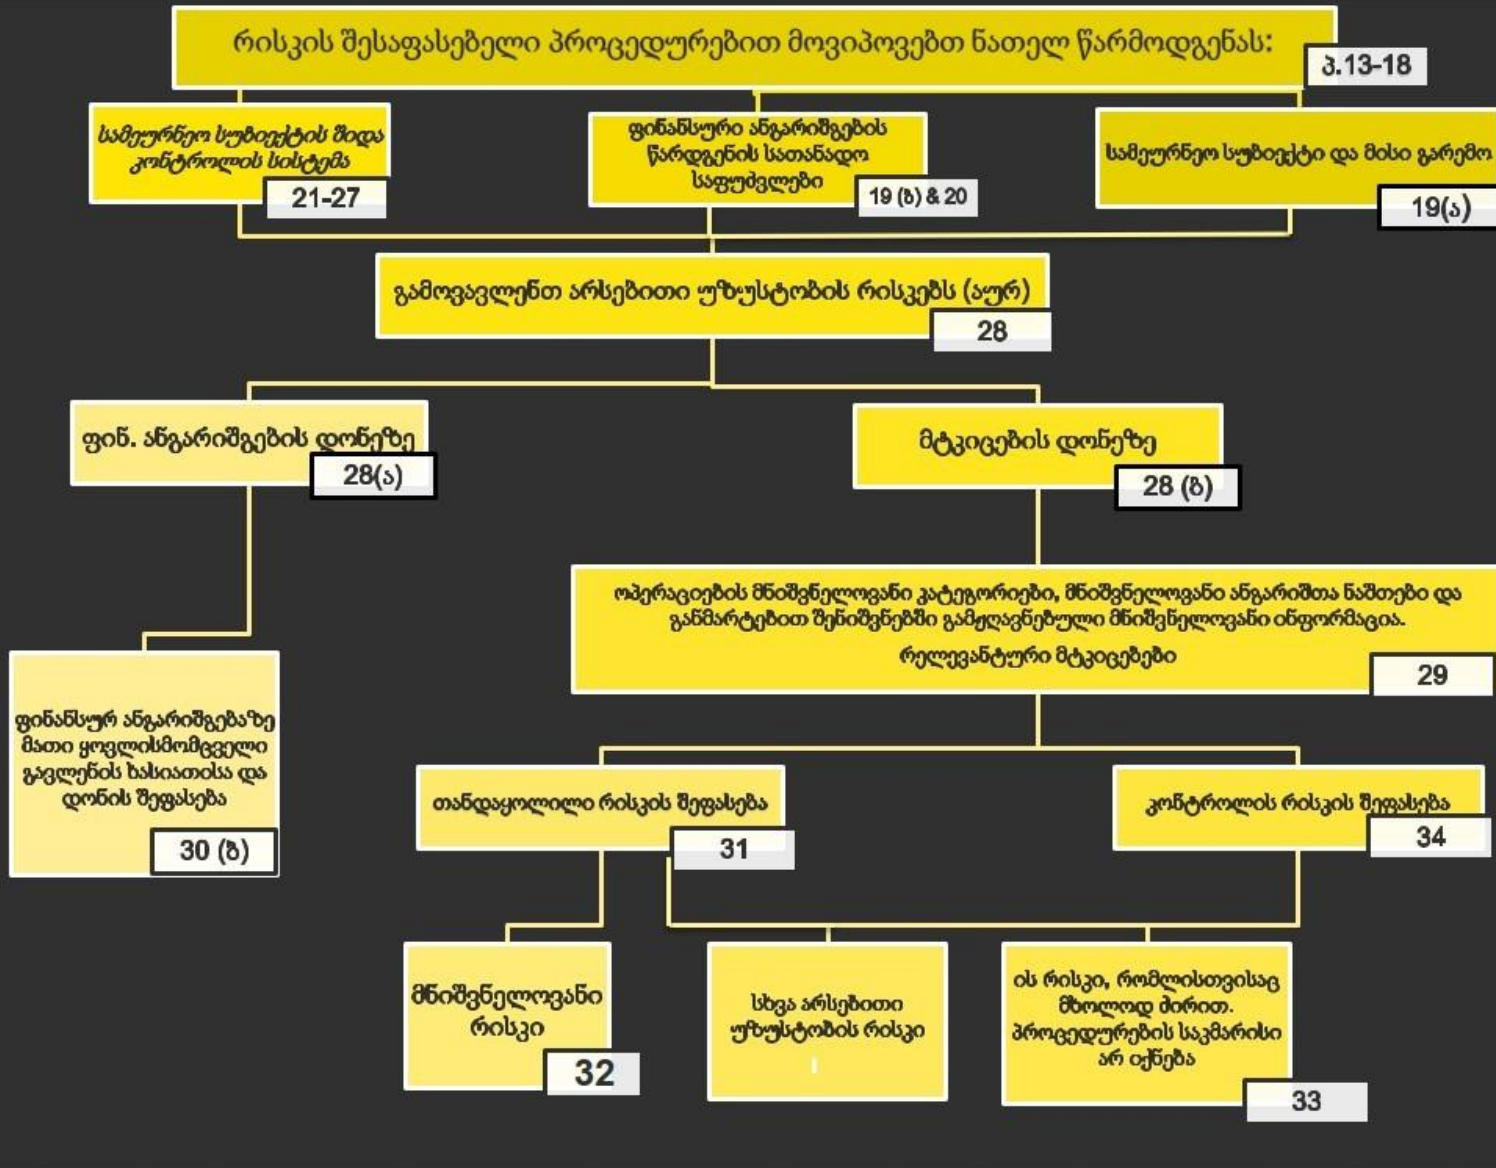 რისკის შესაფასებელი პროცედურებით მოვიპოვებთ ნათელ წარმოდგენას:
პ.13-18
სამეურნეო სუბიექტის შიდა
კონტროლის სისტემა
21-27
ფინანსური ანგარიშგების
წარდგენის სათანადო
საფუძვლები
19 (ბ) & 20
სამეურნეო სუბიექტი და მისი გარემო
19(ა)
გამოვავლენთ არსებითი უზუსტობის რისკებს (აურ)
28
ფინ. ანგარიშგების დონეზე
28(ა)
მტკიცების დონეზე
28 (ბ)
ოპერაციების მნიშვნელოვანი კატეგორიები, მნიშვნელოვანი ანგარიშთა ნაშთები და
განმარტებით შენიშვნებში გამჟღავნებული მნიშვნელოვანი ინფორმაცია.
რელევანტური მტკიცებები
29
ფინანსურ ანგარიშგებაზე
მათი ყოვლისმომცველი
გავლენის ხასიათისა და
დონის შეფასება
30 (ბ)
თანდაყოლილი რისკის შეფასება
31
კონტროლის რისკის შეფასება
34
მნიშვნელოვანი
რისკი
32
სხვა არსებითი
უზუსტობის რისკი
ის რისკი, რომლისთვისაც
მხოლოდ ძირით.
პროცედურების საკმარისი
არ იქნება
33